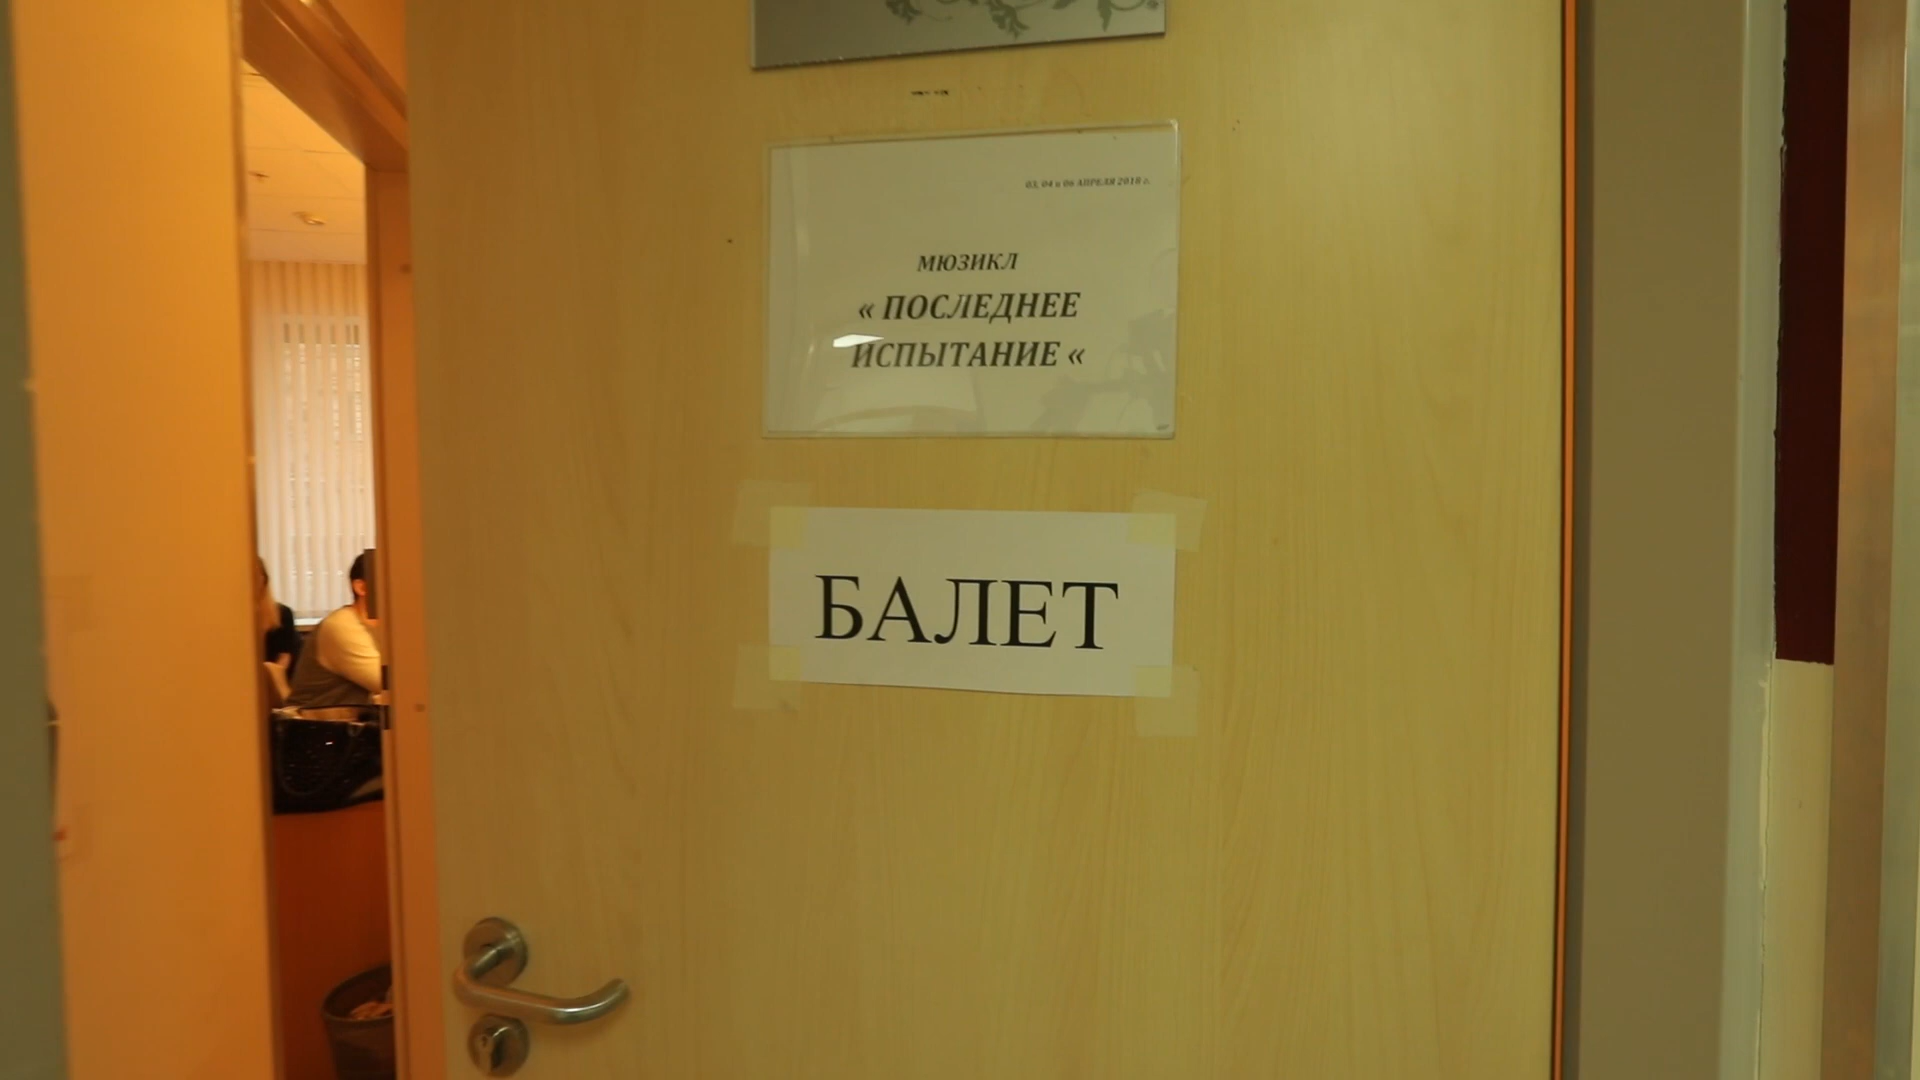 03, 04 и 06 АПРЕЛЯ 2018 г.
МЮЗИКЛ
« ПОСЛЕДНЕЕ
ИСПЫТАНИЕ «
БАЛЕТ